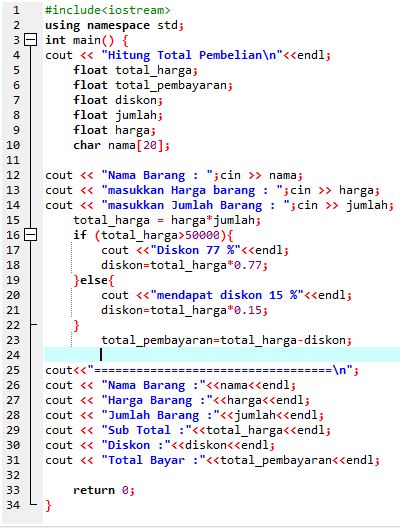 1 #include<iostream>
2 using namespace std;
3 int main() {
4 cout << "Hitung Total Pembelian\n"<<endl;
5 float total_harga;
6 float total_pembayaran;
7 float diskon;
8 float jumlah;
9 float harga;
10 char nama[20];
11
12 cout << "Nama Barang : ";cin >> nama;
13 cout << "masukkan Harga barang : ";cin >> harga;
14 cout << "masukkan Jumlah Barang : ";cin >> jumlah;
15 total_harga = harga*jumlah;
16 if (total_harga>50000){
17 cout <<"Diskon 77 %"<<endl;
18 diskon=total_harga*0.77;
19 }else{
20 cout <<"mendapat diskon 15 %"<<endl;
21 diskon=total_harga*0.15;
22 }
23 total_pembayaran=total_harga-diskon;
24
25 cout<<"==================================\n";
26 cout << "Nama Barang :"<<nama<<endl;
27 cout << "Harga Barang :"<<harga<<endl;
28 cout << "Jumlah Barang :"<<jumlah<<endl;
29 cout << "Sub Total :"<<total_harga<<endl;
30 cout << "Diskon :"<<diskon<<endl;
31 cout << "Total Bayar :"<<total_pembayaran<<endl;
32
33 return 0;
34 }